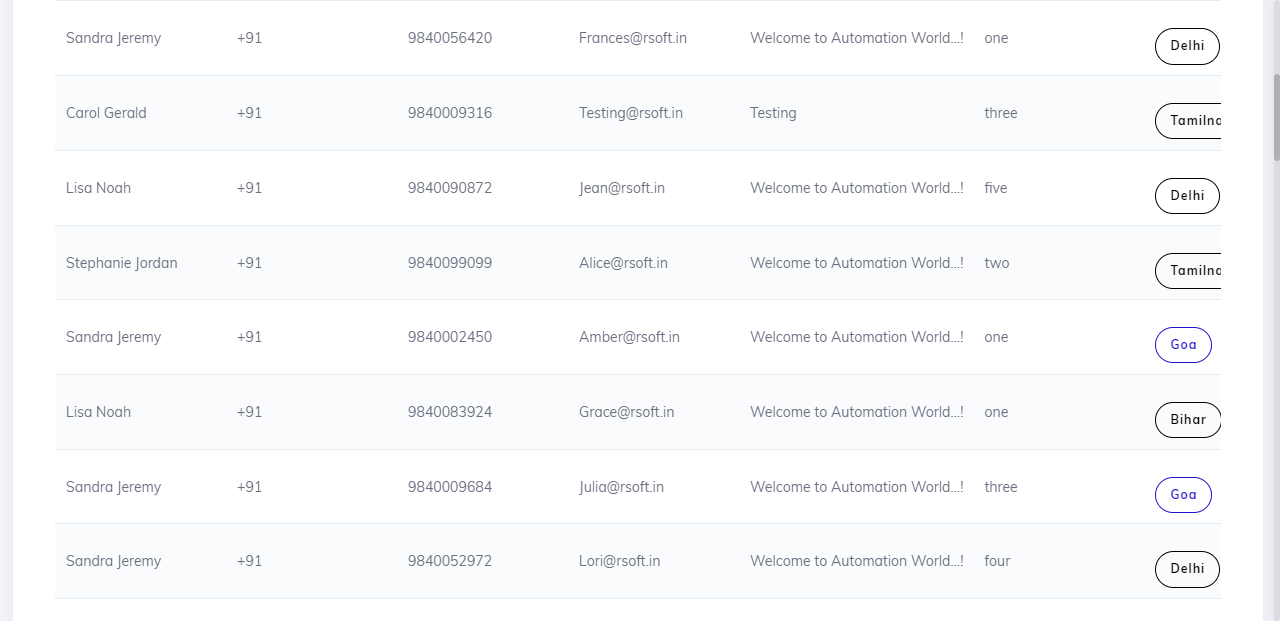 Sandra Jeremy +91 9840056420 Frances@rsoft.in Welcome to Automation World...! one Delhi
Carol Gerald +91 9840009316 Testing@rsoft.in Testing three Tamilna
Lisa Noah +91 9840090872 Jean@rsoft.in Welcome to Automation World...! five Delhi
Stephanie Jordan +91 9840099099 Alice@rsoft.in Welcome to Automation World...! two Tamilna
Sandra Jeremy +91 9840002450 Amber@rsoft.in Welcome to Automation World...! one Goa
Lisa Noah +91 9840083924 Grace@rsoft.in Welcome to Automation World...! one Bihar
Sandra Jeremy +91 9840009684 Julia@rsoft.in Welcome to Automation World...! three Goa
Sandra Jeremy +91 9840052972 Lori@rsoft.in Welcome to Automation World...! four Delhi